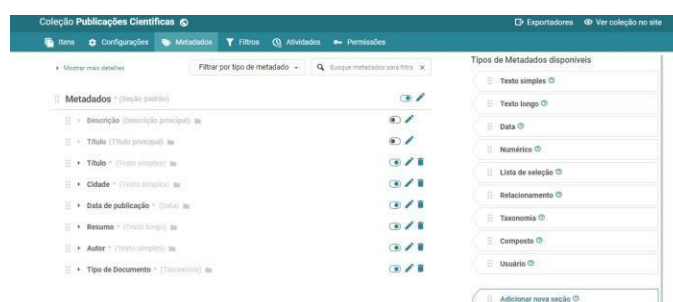 Coleção Publicações Científicas
Exportadores Ver coleção no site
Itens Configurações Metadados Filtros Atividades Permissões
Mostrar mais detalhes Filtrar por tipo de metadado Busque metadados para filtra ×
Metadados * (Seção padrão)
Descrição (Descrição principal)
Título (Título principal)
Título * (Texto simples)
Cidade * (Texto simples)
Data de publicação * (Data)
Resumo * (Texto longo)
Autor * (Texto simples)
Tipo de Documento * (Taxonomia)
Tipos de Metadados disponíveis
Texto simples
Texto longo
Data
Numérico
Lista de seleção
Relacionamento
Taxonomia
Composto
Usuário
Adicionar nova seção